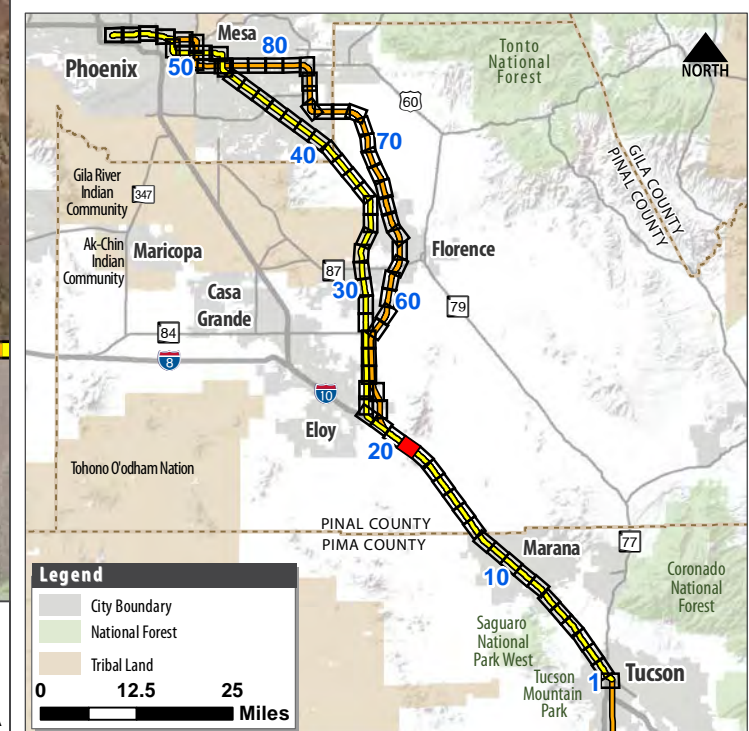 Mesa
80
Phoenix
50
Tonto
National
Forest
NORTH
60
70
40
GILA COUNTY
PINAL COUNTY
Gila River
Indian
Community
347
Ak-Chin
Indian
Community
Maricopa
Florence
87
Casa
Grande
30
60
79
84
8
10
Eloy
20
Tohono O'odham Nation
PINAL COUNTY
PIMA COUNTY
Marana
77
10
Coronado
National
Forest
Saguaro
National
Park West
Tucson
Mountain
Park
1
Tucson
Legend
City Boundary
National Forest
Tribal Land
0 12.5 25
Miles